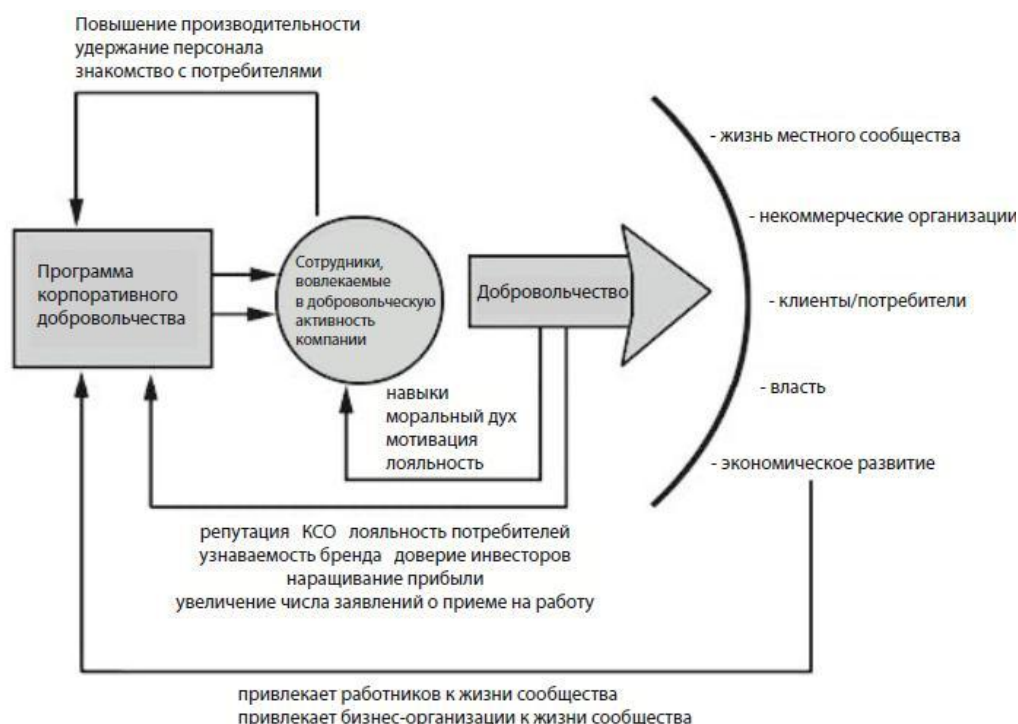 Повышение производительности
удержание персонала
знакомство с потребителями
- жизнь местного сообщества
- некоммерческие организации
- клиенты/потребители
- власть
- экономическое развитие
Программа
корпоративного
добровольчества
Сотрудники,
вовлекаемые
в добровольческую
активность
компании
Добровольчество
навыки
моральный дух
мотивация
лояльность
репутация КСО лояльность потребителей
узнаваемость бренда доверие инвесторов
наращивание прибыли
увеличение числа заявлений о приеме на работу
привлекает работников к жизни сообщества
привлекает бизнес-организации к жизни сообщества